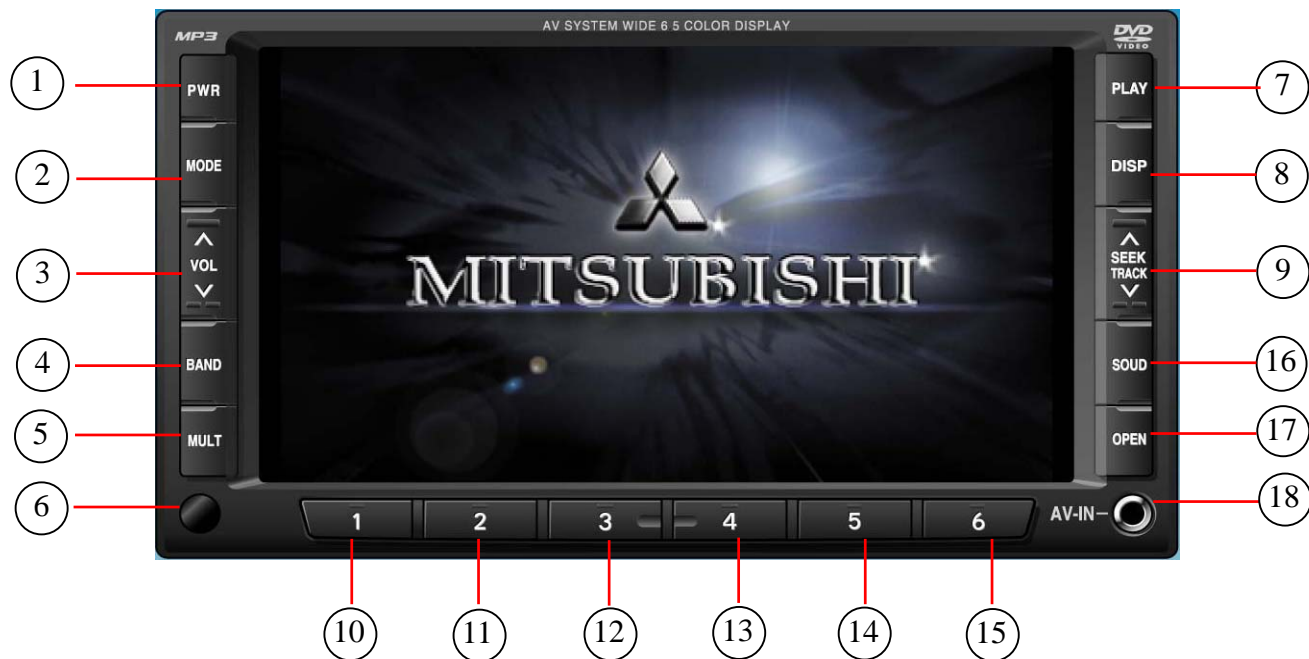 AV SYSTEM WIDE 6 5 COLOR DISPLAY
MP3
DVD
VIDEO
1
PWR
PLAY
7
2
MODE
DISP
8
3
VOL
SEEK
TRACK
9
4
BAND
SOUD
16
5
MULT
OPEN
17
MITSUBISHI
6
1
2
3
4
5
6
AV-IN
18
10
11
12
13
14
15